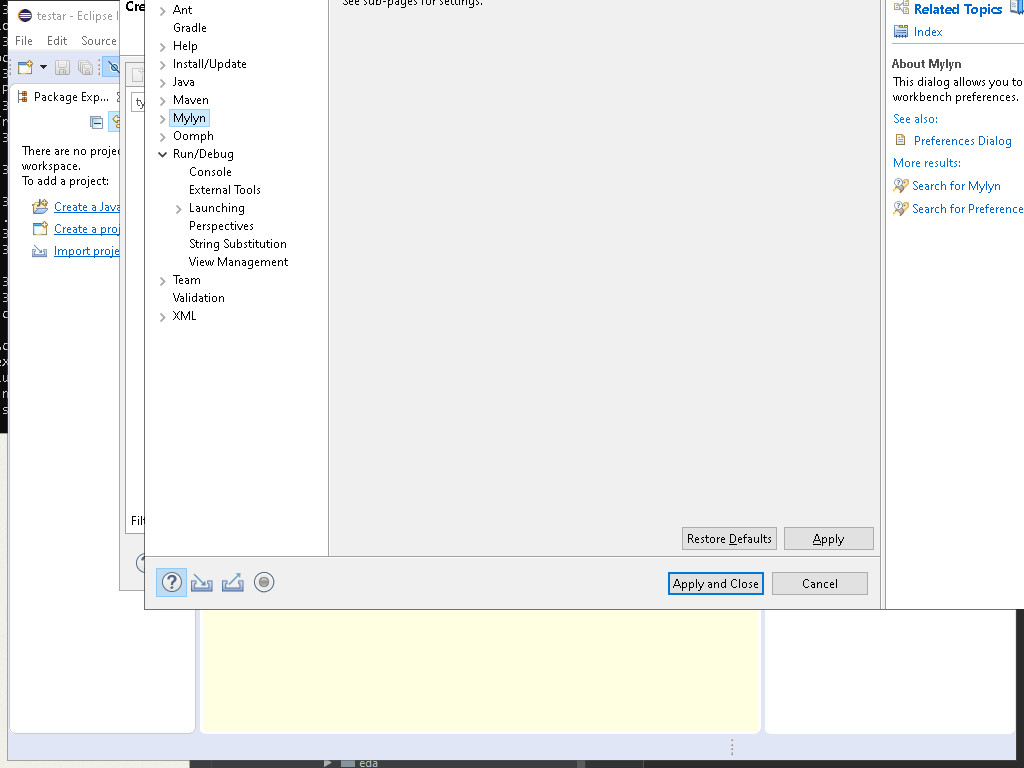 testar - Eclipse I
File Edit Source
Package Exp...
There are no projec
workspace.
To add a project:
Create a Java
Create a proj
Import proje
Cre
ty
Filt
See sub-pages for settings.
Ant
Gradle
Help
Install/Update
Java
Maven
Mylyn
Oomph
Run/Debug
Console
External Tools
Launching
Perspectives
String Substitution
View Management
Team
Validation
XML
Restore Defaults
Apply
Apply and Close
Cancel
Related Topics
Index
About Mylyn
This dialog allows you to
workbench preferences.
See also:
Preferences Dialog
More results:
Search for Mylyn
Search for Preference
eda